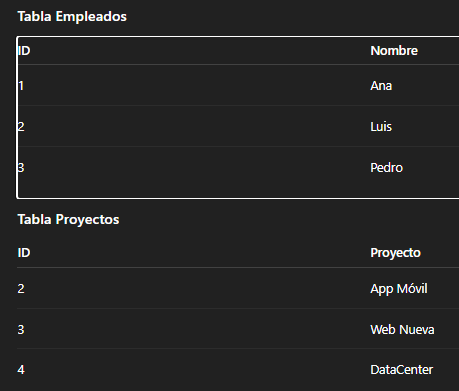 Tabla Empleados
ID Nombre
1 Ana
2 Luis
3 Pedro
Tabla Proyectos
ID Proyecto
2 App Móvil
3 Web Nueva
4 DataCenter